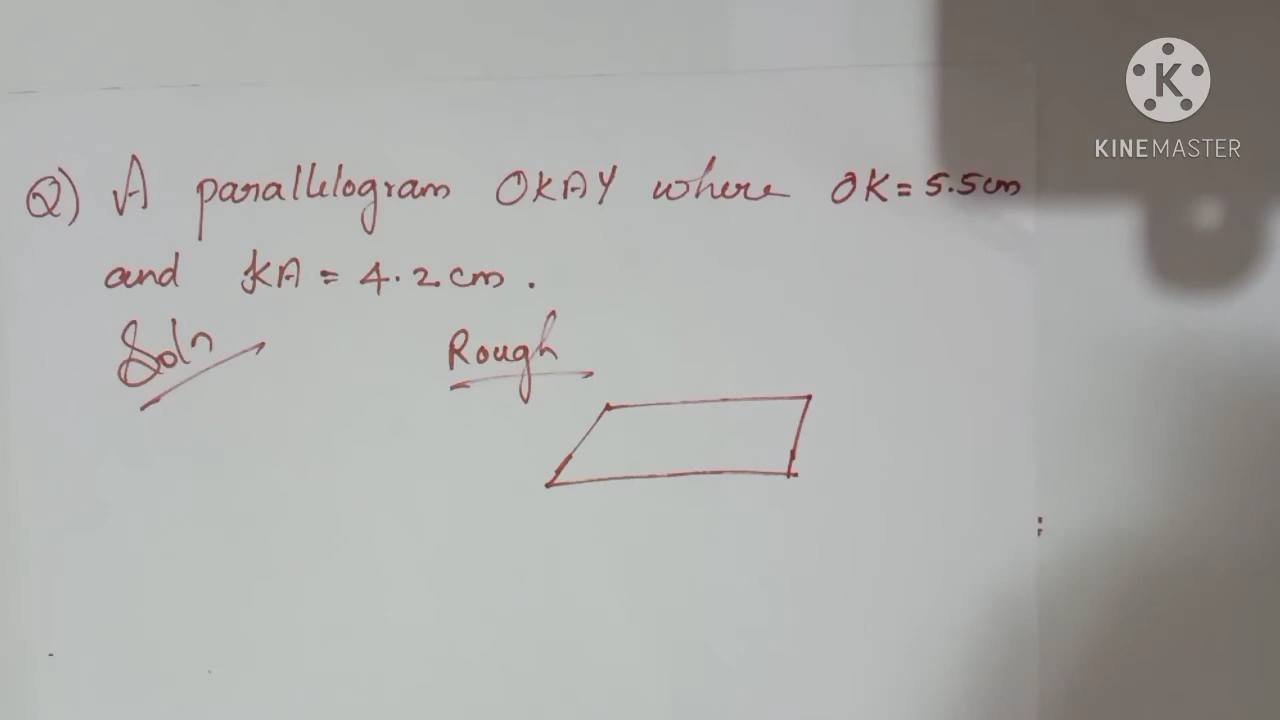 K
KINEMASTER
Q) A parallelogram OKAY where OK = 5.5cm
and KA = 4.2 cm.
Soln
Rough